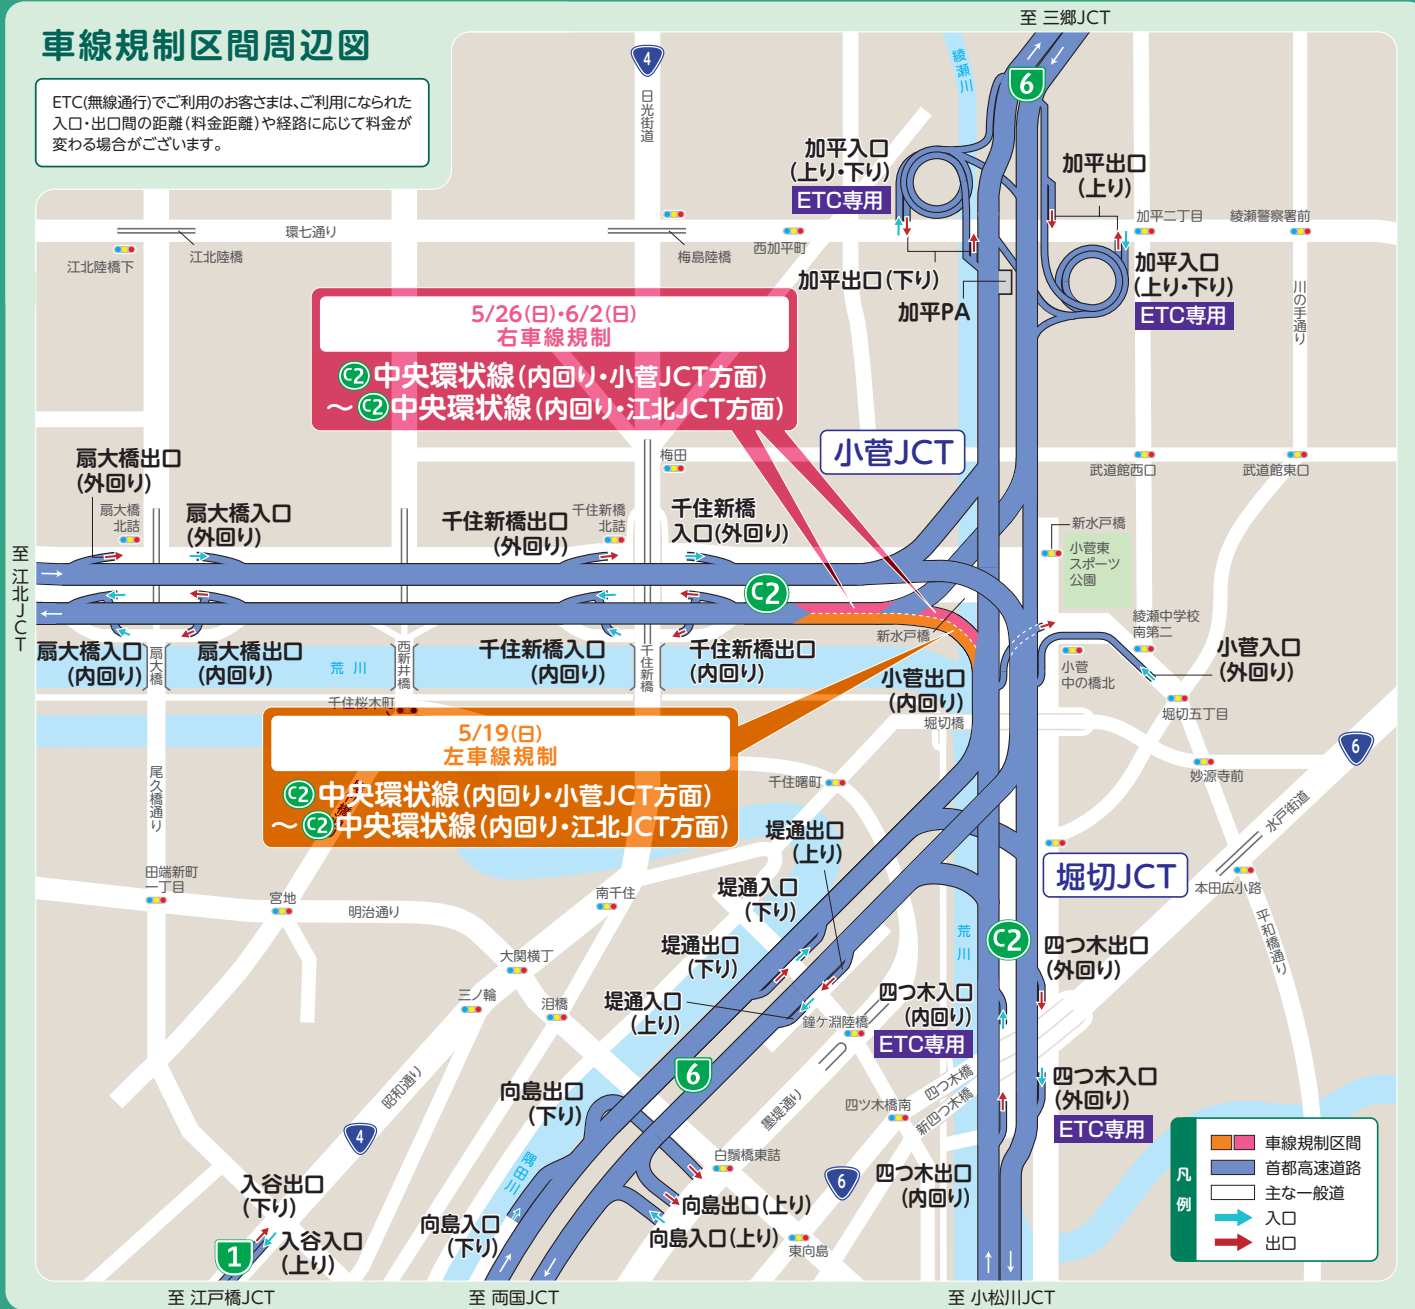 至 三郷JCT
車線規制区間周辺図
ETC(無線通行)でご利用のお客さまは、ご利用になられた
入口・出口間の距離(料金距離)や経路に応じて料金が
変わる場合がございます。
4
日光街道
綾瀬川
6
加平入口
(上り・下り)
ETC専用
加平出口
(上り)
加平二丁目
綾瀬警察署前
環七通り
江北陸橋下
江北陸橋
梅島陸橋
西加平町
加平出口(下り)
加平PA
加平入口
(上り・下り)
ETC専用
川の手通り
5/26(日)・6/2(日)
右車線規制
C2 中央環状線(内回り・小菅JCT方面)
～C2 中央環状線(内回り・江北JCT方面)
小菅JCT
梅田
武道館西口
武道館東口
扇大橋出口
(外回り)
扇大橋
北詰
扇大橋入口
(外回り)
千住新橋出口
(外回り)
千住新橋
北詰
千住新橋
入口(外回り)
新水戸橋
小菅東
スポーツ
公園
至 江北JCT
C2
新水戸橋
綾瀬中学校
南第二
扇大橋入口
(内回り)
扇大橋
扇大橋出口
(内回り)
荒川
西新井橋
千住新橋入口
(内回り)
千住新橋
千住新橋出口
(内回り)
小菅出口
(内回り)
小菅
中の橋北
小菅入口
(外回り)
千住桜木町
堀切橋
堀切五丁目
5/19(日)
左車線規制
C2 中央環状線(内回り・小菅JCT方面)
～C2 中央環状線(内回り・江北JCT方面)
6
妙源寺前
尾久橋通り
千住曙町
水戸街道
堤通出口
(上り)
堀切JCT
本田広小路
田端新町
一丁目
宮地
明治通り
南千住
堤通入口
(下り)
平和橋通り
荒川
C2
四つ木出口
(外回り)
大関横丁
堤通出口
(下り)
三ノ輪
泪橋
堤通入口
(上り)
鐘ケ淵陸橋
四つ木入口
(内回り)
ETC専用
6
昭和通り
向島出口
(下り)
墨堤通り
四ツ木橋南
四つ木橋
新四つ木橋
四つ木入口
(外回り)
ETC専用
4
隅田川
白鬚橋東詰
6
四つ木出口
(内回り)
入谷出口
(下り)
入谷入口
(上り)
1
向島入口
(下り)
向島出口(上り)
向島入口(上り)
東向島
凡例
車線規制区間
首都高速道路
主な一般道
入口
出口
至 江戸橋JCT
至 両国JCT
至 小松川JCT